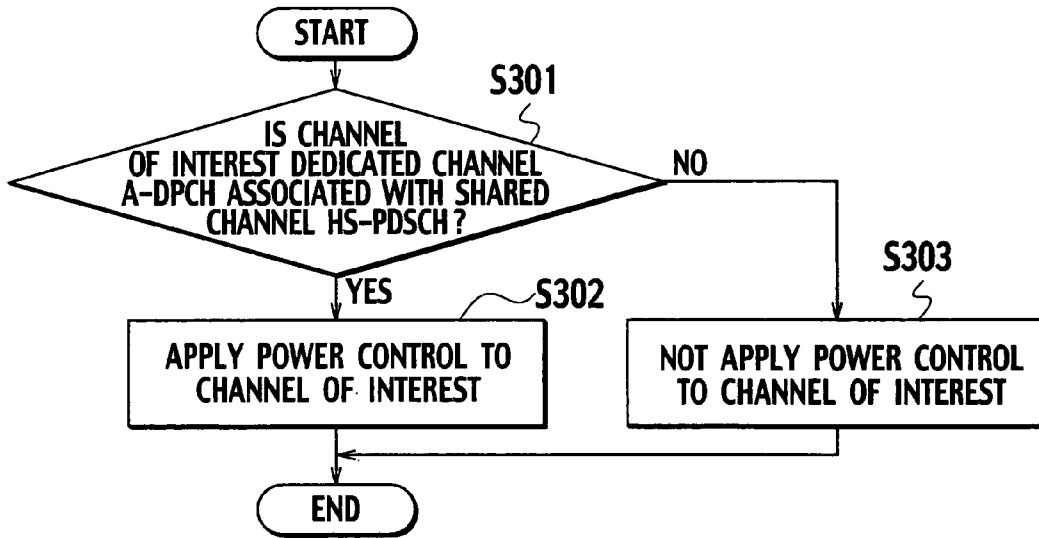 START
S301
IS CHANNEL
OF INTEREST DEDICATED CHANNEL
A-DPCH ASSOCIATED WITH SHARED
CHANNEL HS-PDSCH?
NO
YES
S302
S303
APPLY POWER CONTROL TO
CHANNEL OF INTEREST
NOT APPLY POWER CONTROL
TO CHANNEL OF INTEREST
END